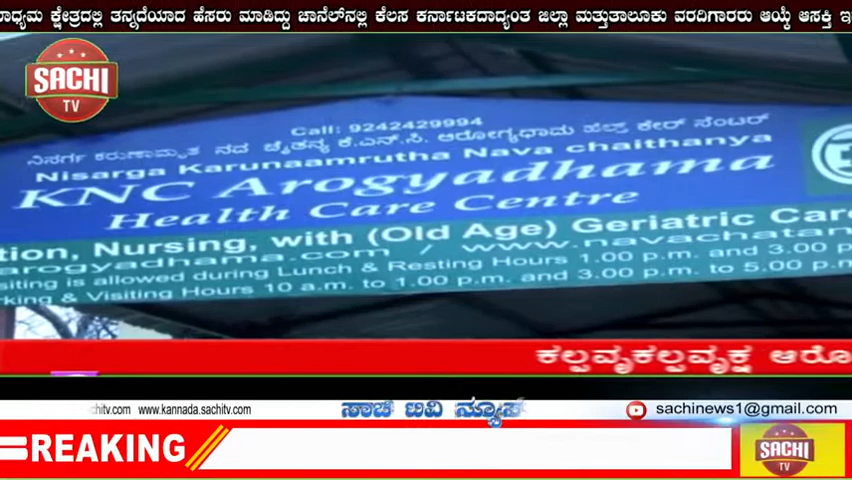 ಮಾಧ್ಯಮ ಕ್ಷೇತ್ರದಲ್ಲಿ ತನ್ನದೆಯಾದ ಹೆಸರು ಮಾಡಿದ್ದು ಚಾನೆಲ್‌ನಲ್ಲಿ ಕೆಲಸ ಕರ್ನಾಟಕದಾದ್ಯಂತ ಜಿಲ್ಲಾ ಮತ್ತುತಾಲೂಕು ವರದಿಗಾರರು ಆಯ್ಕೆ ಆಸಕ್ತಿ ಇ
SACHI
TV
Call: 9242429994
ನಿಸರ್ಗ ಕರುಣಾಮೃತ ನವ ಚೈತನ್ಯ ಕೆ.ಎನ್.ಸಿ. ಆರೋಗ್ಯಧಾಮ ಹೆಲ್ತ್ ಕೇರ್ ಸೆಂಟರ್
Nisarga Karunaamrutha Nava chaithanya
KNC Arogyadhama
Health Care Centre
tion, Nursing, with (Old Age) Geriatric Care
arogyadhama.com / www.navachatan
siting is allowed during Lunch & Resting Hours 1.00 p.m. and 3.00 p
rking & Visiting Hours 10 a.m. to 1.00 p.m. and 3.00 p.m. to 5.00 p.m
ಕಲ್ಪವೃಕಲ್ಪವೃಕ್ಷ ಆರೋ
itv.com www.kannada.sachitv.com ಸಾಚಿ ಟಿವಿ ನ್ಯೂಸ್ sachinews1@gmail.com
BREAKING
SACHI
TV